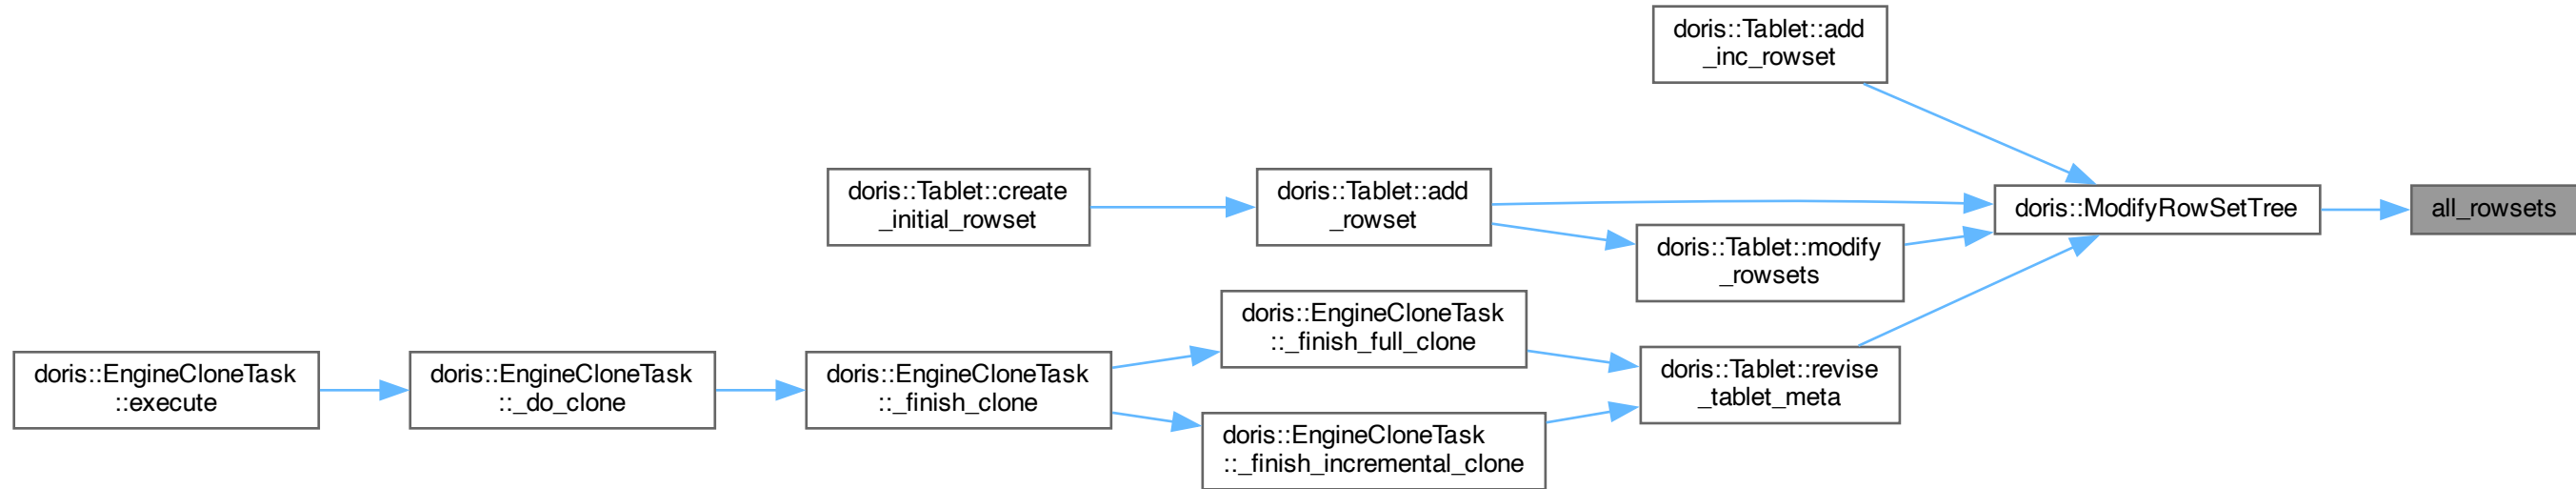 doris::Tablet::add
_inc_rowset
doris::Tablet::create
_initial_rowset
doris::Tablet::add
_rowset
doris::ModifyRowSetTree
all_rowsets
doris::Tablet::modify
_rowsets
doris::EngineCloneTask
::_finish_full_clone
doris::EngineCloneTask
::execute
doris::EngineCloneTask
::_do_clone
doris::EngineCloneTask
::_finish_clone
doris::Tablet::revise
_tablet_meta
doris::EngineCloneTask
::_finish_incremental_clone